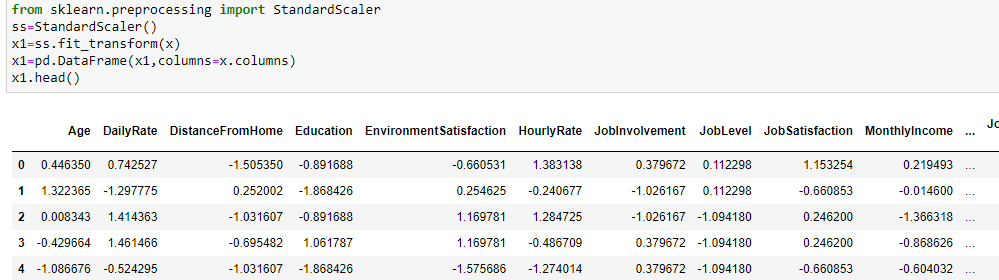 from sklearn.preprocessing import StandardScaler
ss=StandardScaler()
x1=ss.fit_transform(x)
x1=pd.DataFrame(x1,columns=x.columns)
x1.head()
Age DailyRate DistanceFromHome Education EnvironmentSatisfaction HourlyRate JobInvolvement JobLevel JobSatisfaction MonthlyIncome ... Jo
0 0.446350 0.742527 -1.505350 -0.891688 -0.660531 1.383138 0.379672 0.112298 1.153254 0.219493 ...
1 1.322365 -1.297775 0.252002 -1.868426 0.254625 -0.240677 -1.026167 0.112298 -0.660853 -0.014600 ...
2 0.008343 1.414363 -1.031607 -0.891688 1.169781 1.284725 -1.026167 -1.094180 0.246200 -1.366318 ...
3 -0.429664 1.461466 -0.695482 1.061787 1.169781 -0.486709 0.379672 -1.094180 0.246200 -0.868626 ...
4 -1.086676 -0.524295 -1.031607 -1.868426 -1.575686 -1.274014 0.379672 -1.094180 -0.660853 -0.604032 ...